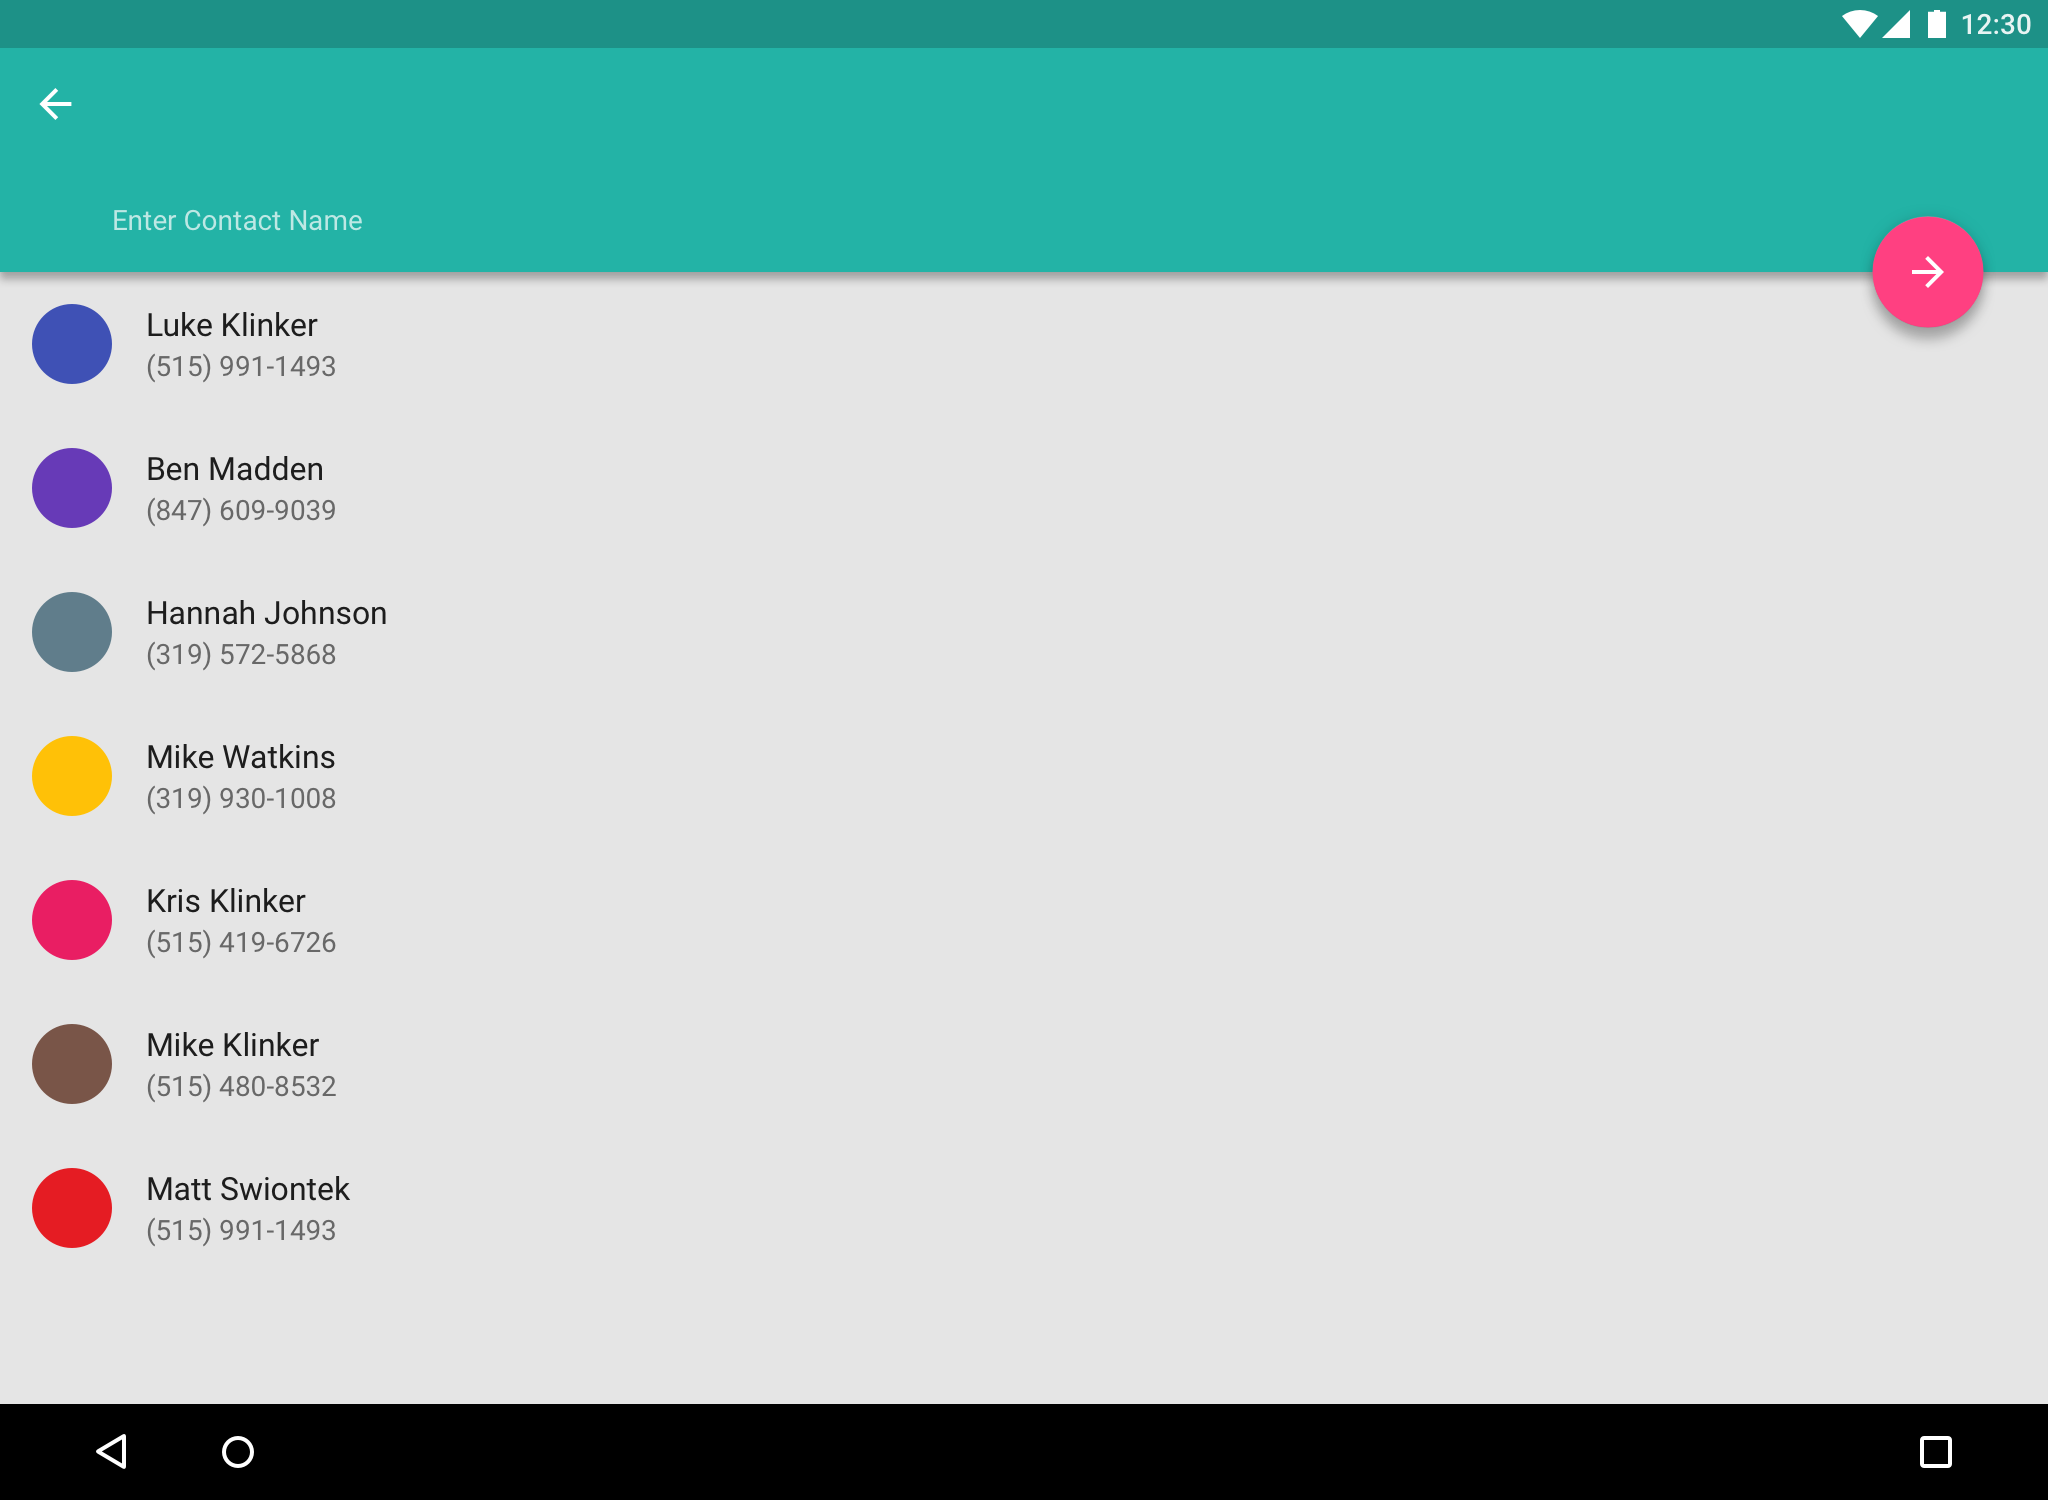 12:30
Enter Contact Name
Luke Klinker
(515) 991-1493
Ben Madden
(847) 609-9039
Hannah Johnson
(319) 572-5868
Mike Watkins
(319) 930-1008
Kris Klinker
(515) 419-6726
Mike Klinker
(515) 480-8532
Matt Swiontek
(515) 991-1493